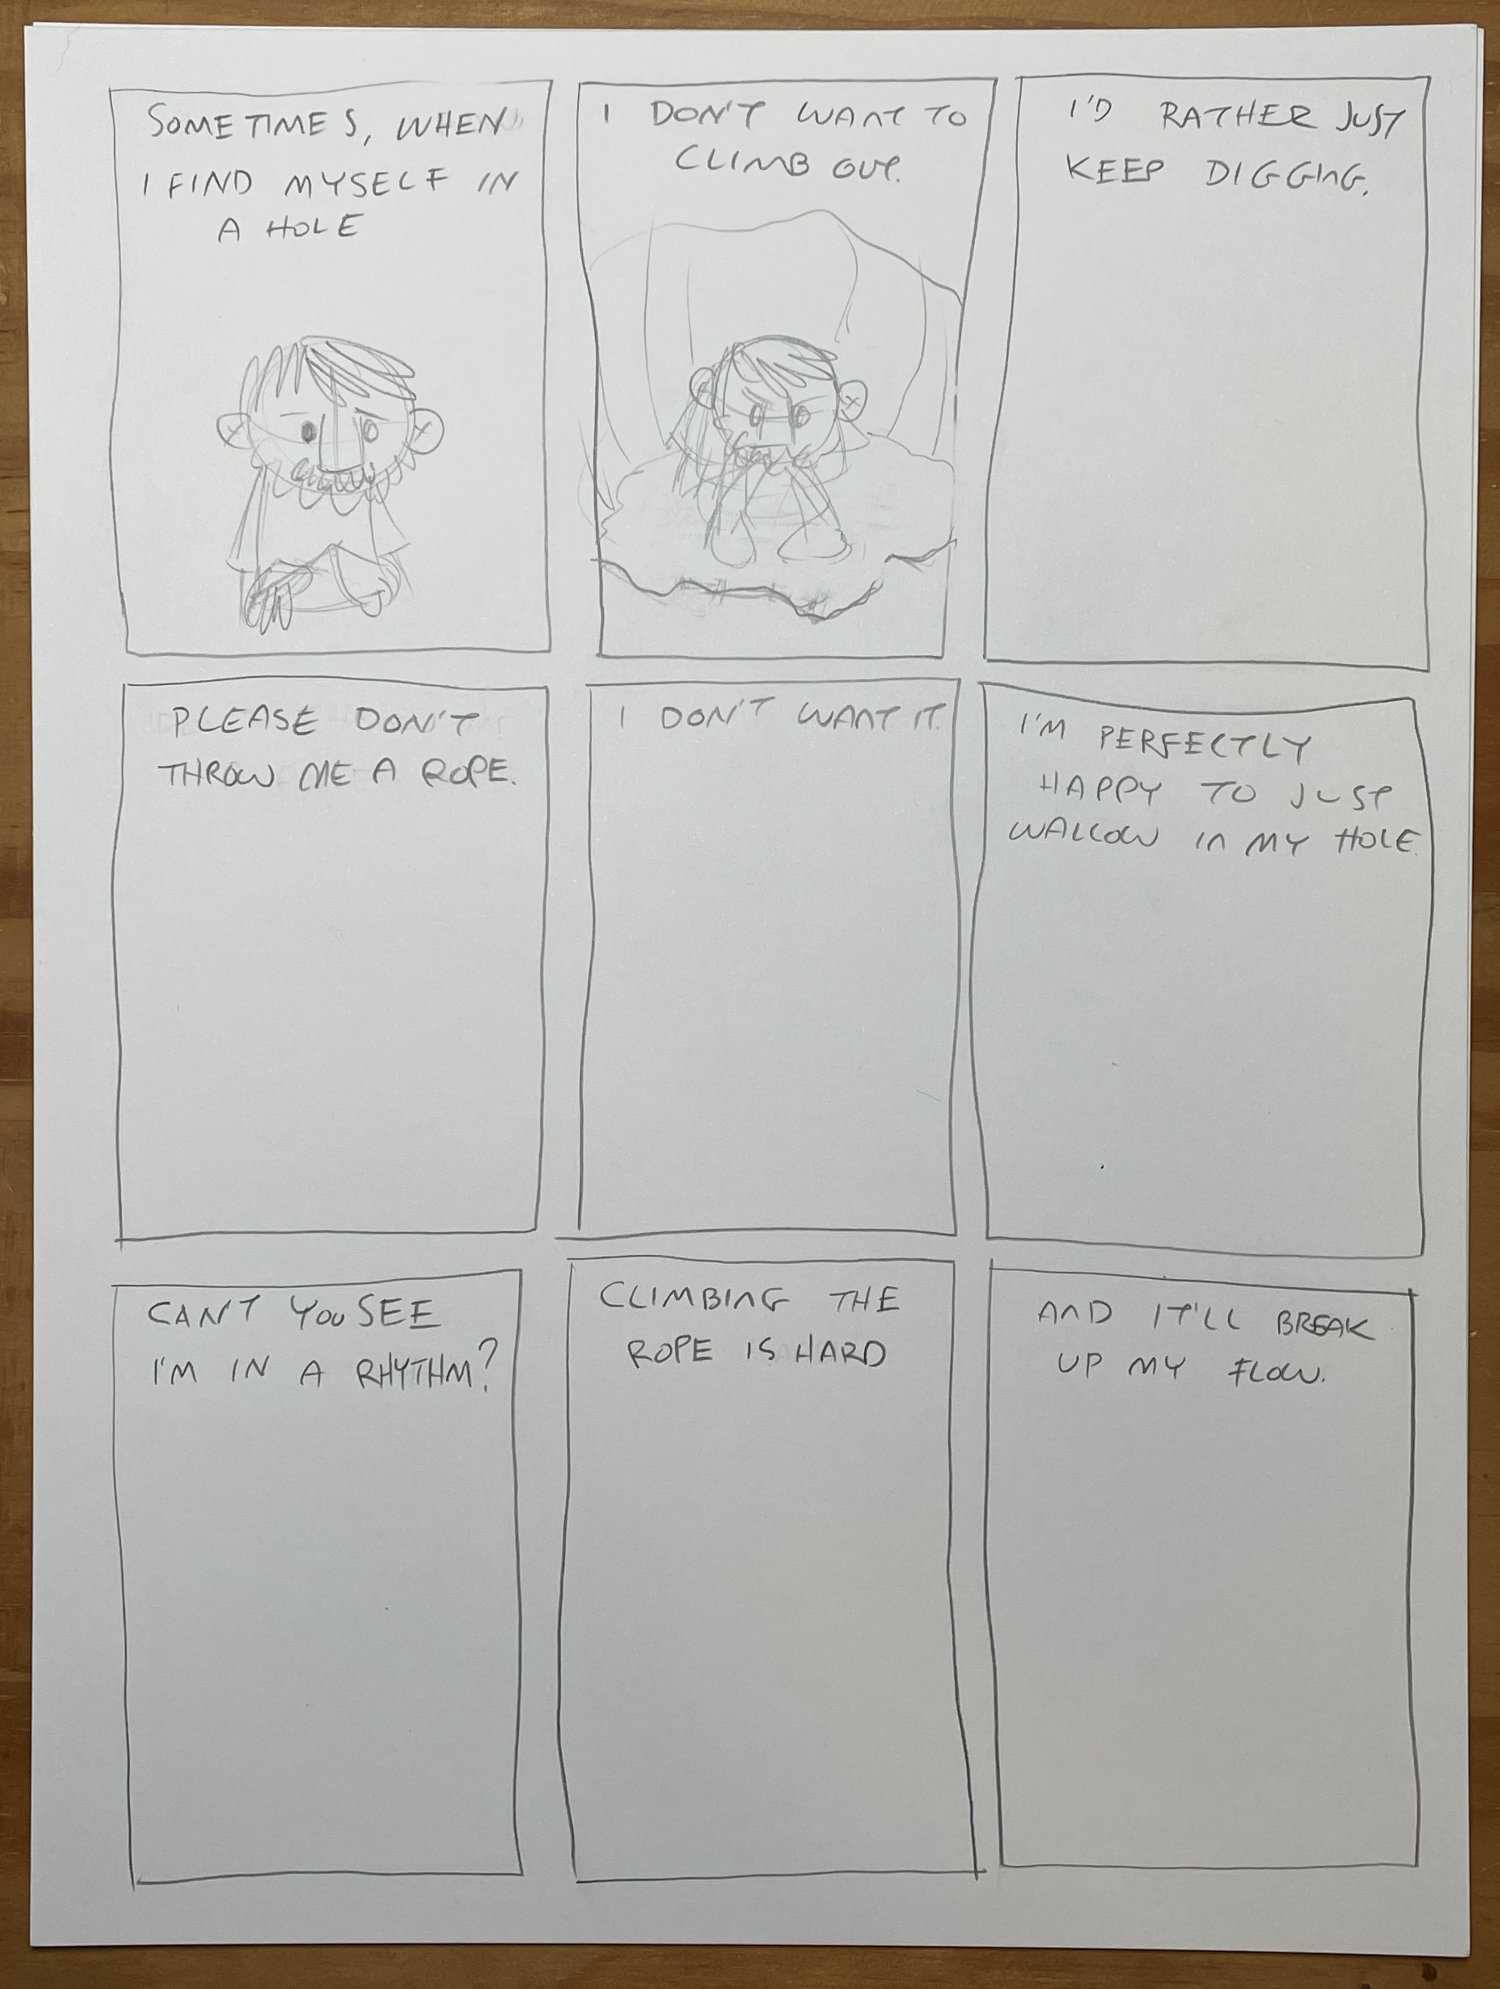 SOMETIMES, WHEN
I FIND MYSELF IN
A HOLE
I DON'T WANT TO
CLIMB OUT.
I'D RATHER JUST
KEEP DIGGING.
PLEASE DON'T
THROW ME A ROPE.
I DON'T WANT IT.
I'M PERFECTLY
HAPPY TO JUST
WALLOW IN MY HOLE.
CAN'T YOU SEE
I'M IN A RHYTHM?
CLIMBING THE
ROPE IS HARD
AND IT'LL BREAK
UP MY FLOW.